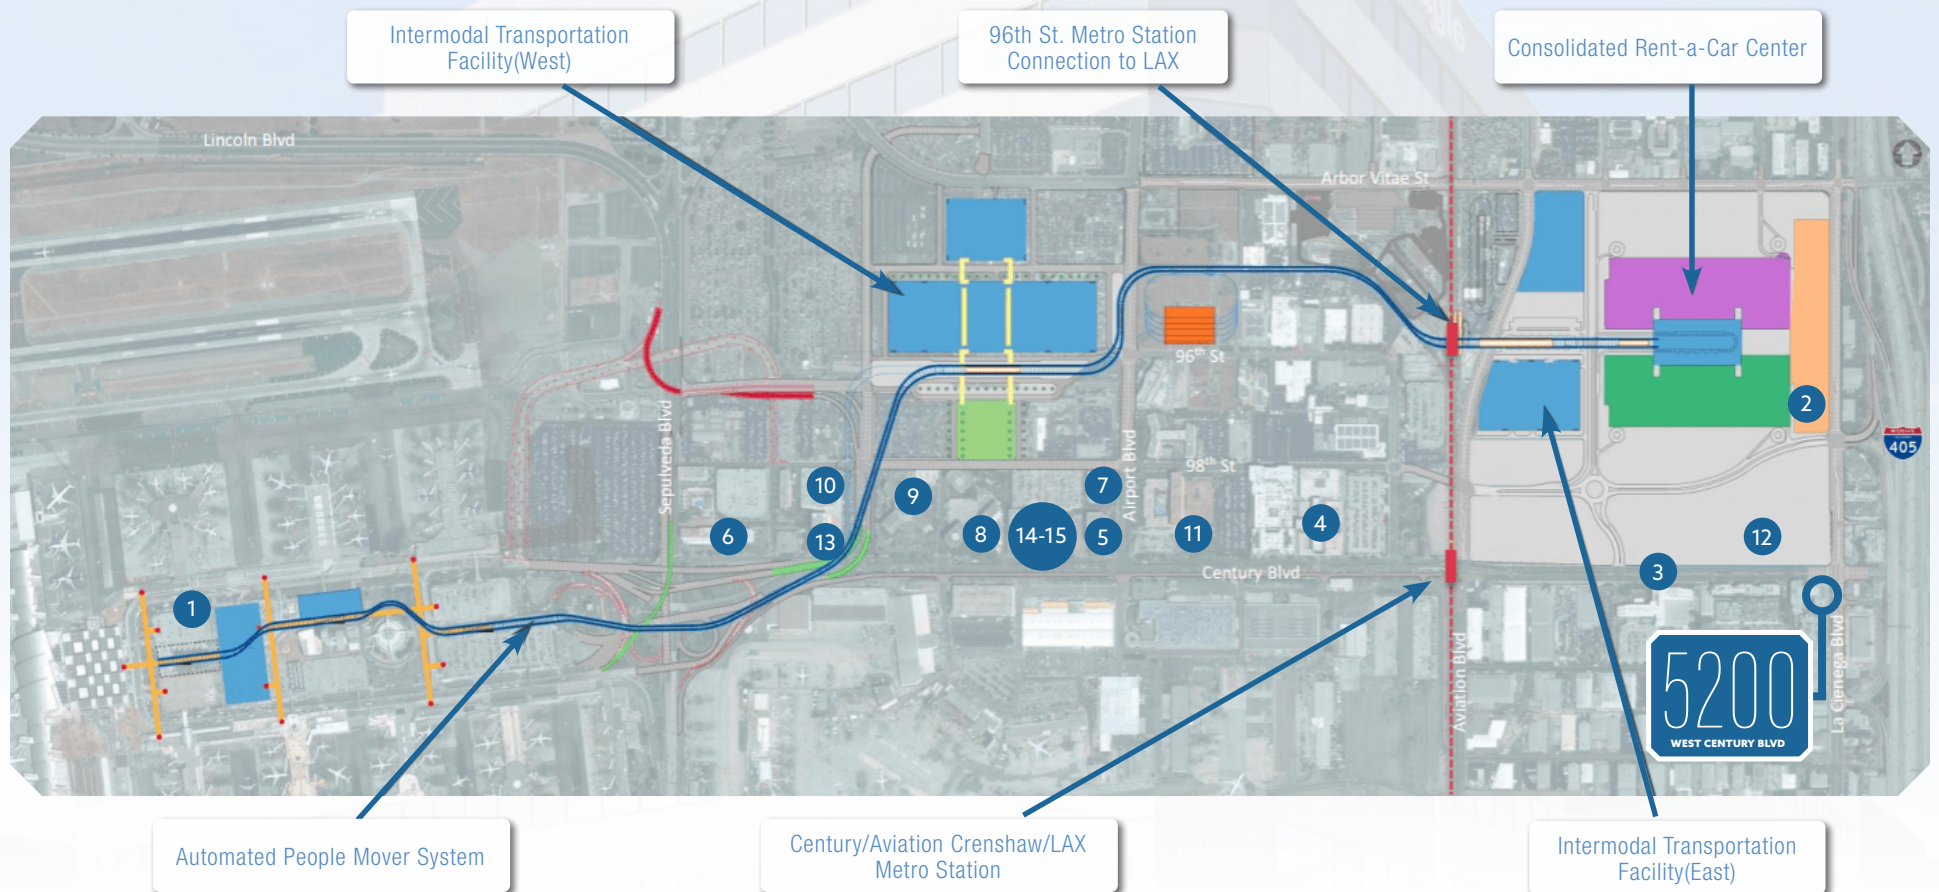 Intermodal Transportation
Facility(West)
96th St. Metro Station
Connection to LAX
Consolidated Rent-a-Car Center
Lincoln Blvd
Arbor Vitae St
96th St
Sepulveda Blvd
Airport Blvd
98th St
2
INTERSTATE
405
10
9
7
6
13
8
14-15
5
11
4
12
Century Blvd
3
1
Aviation Blvd
La Cienega Blvd
5200
WEST CENTURY BLVD
Automated People Mover System
Century/Aviation Crenshaw/LAX
Metro Station
Intermodal Transportation
Facility(East)